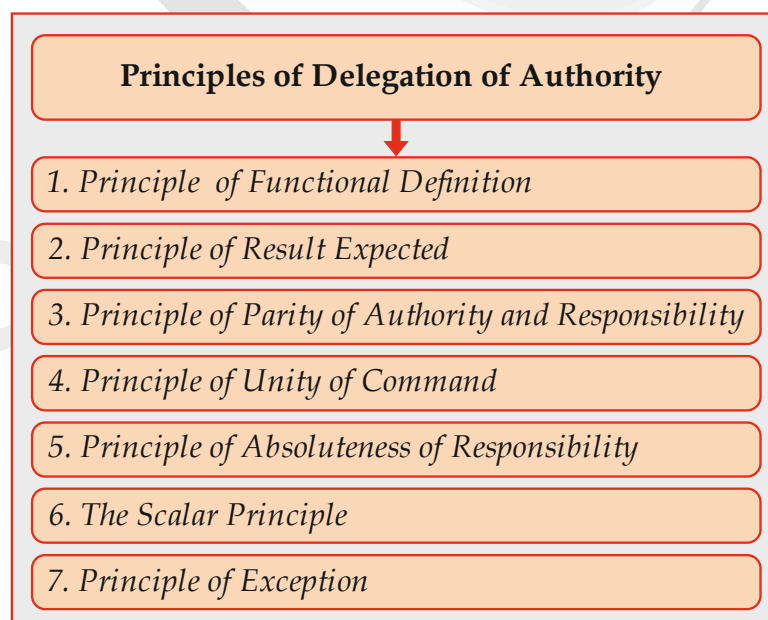 Principles of Delegation of Authority
1. Principle of Functional Definition
2. Principle of Result Expected
3. Principle of Parity of Authority and Responsibility
4. Principle of Unity of Command
5. Principle of Absoluteness of Responsibility
6. The Scalar Principle
7. Principle of Exception